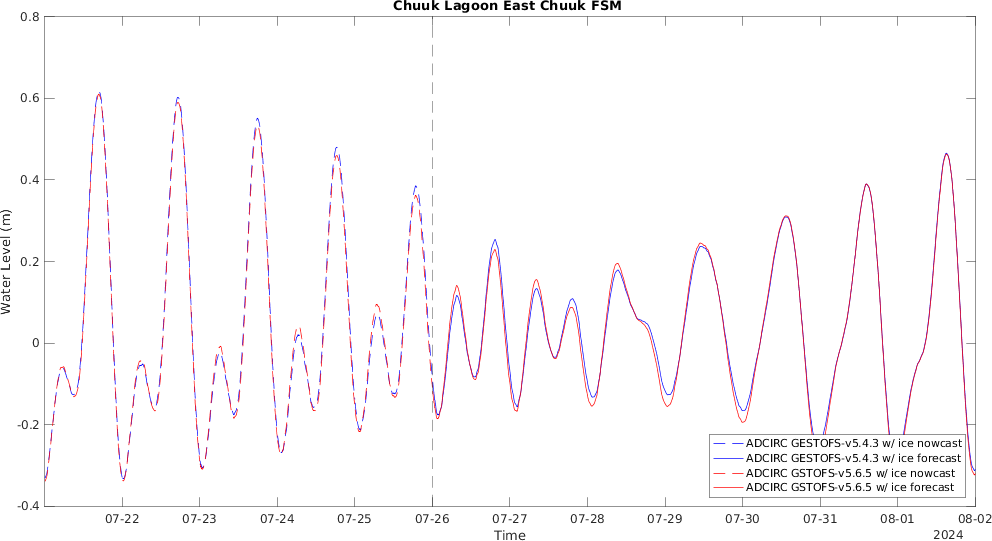 Chuuk Lagoon East Chuuk FSM
0.8
0.6
0.4
0.2
0
-0.2
-0.4
Water Level (m)
ADCIRC GESTOFS-v5.4.3 w/ ice nowcast
ADCIRC GESTOFS-v5.4.3 w/ ice forecast
ADCIRC GSTOFS-v5.6.5 w/ ice nowcast
ADCIRC GSTOFS-v5.6.5 w/ ice forecast
07-22 07-23 07-24 07-25 07-26 07-27 07-28 07-29 07-30 07-31 08-01 08-02
Time
2024